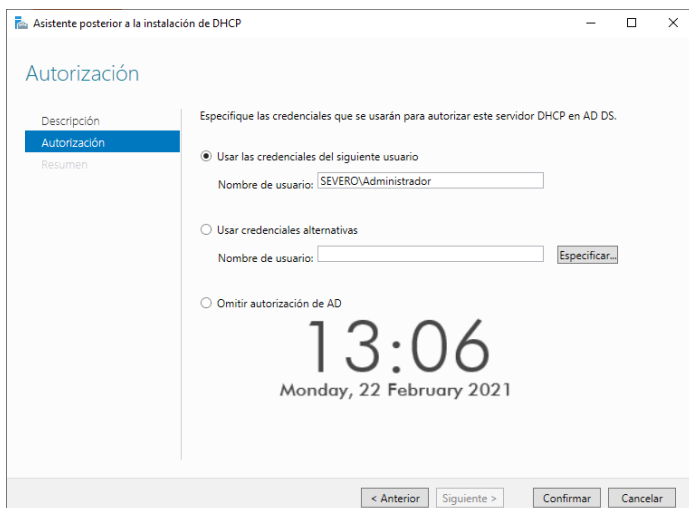 Asistente posterior a la instalación de DHCP
Autorización
Descripción
Autorización
Resumen
Especifique las credenciales que se usarán para autorizar este servidor DHCP en AD DS.
Usar las credenciales del siguiente usuario
Nombre de usuario: SEVERO\Administrador
Usar credenciales alternativas
Nombre de usuario: Especificar...
Omitir autorización de AD
13:06
Monday, 22 February 2021
< Anterior Siguiente > Confirmar Cancelar